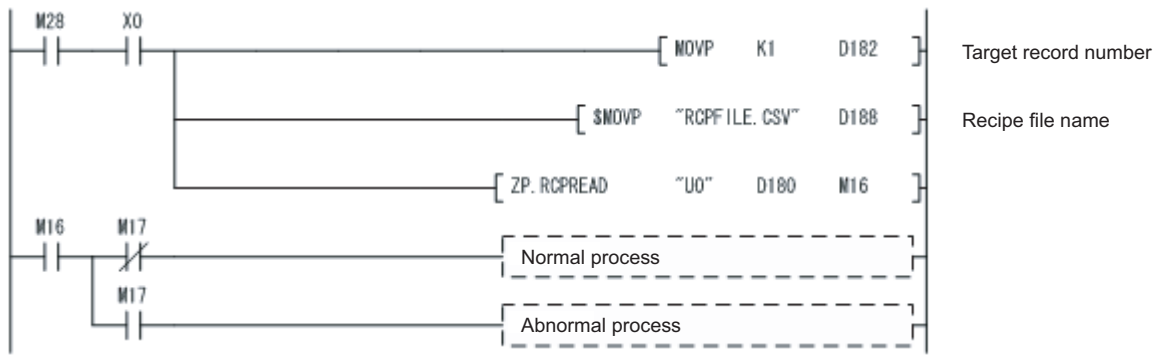 M28 X0
MOVP K1 D182 Target record number
$MOVP "RCPFILE.CSV" D188 Recipe file name
ZP.RCPREAD "U0" D180 M16
M16 M17
Normal process
M17
Abnormal process